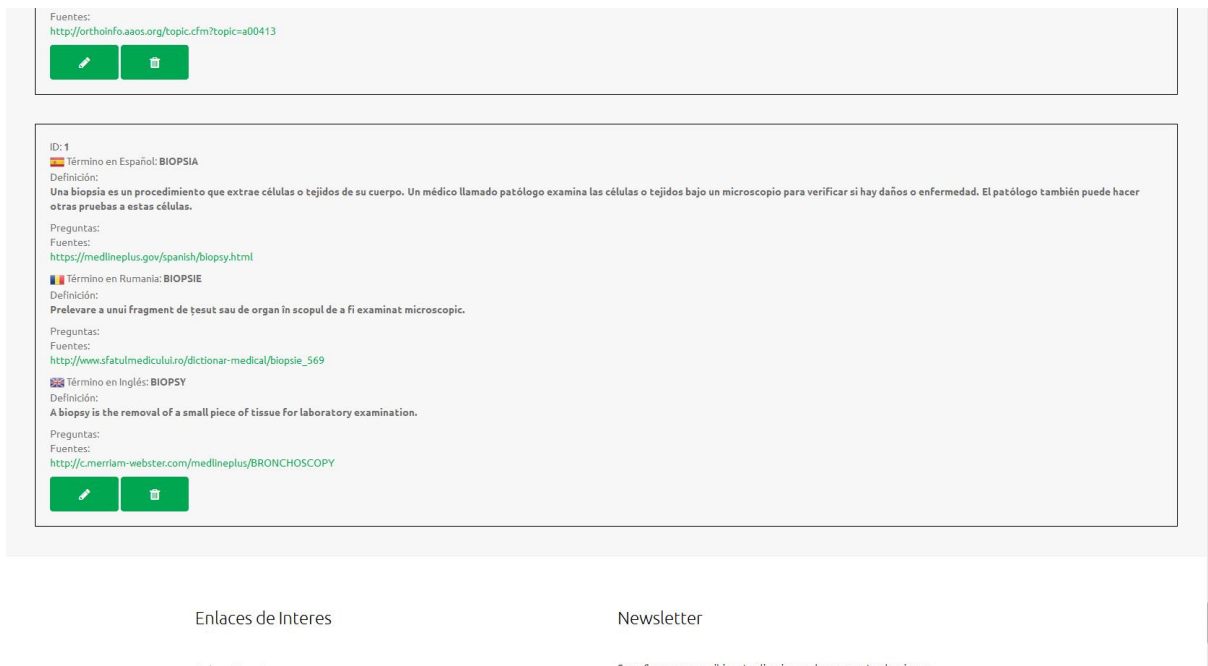 Fuentes:
http://orthoinfo.aaos.org/topic.cfm?topic=a00413
ID: 1
Término en Español: BIOPSIA
Definición:
Una biopsia es un procedimiento que extrae células o tejidos de su cuerpo. Un médico llamado patólogo examina las células o tejidos bajo un microscopio para verificar si hay daños o enfermedad. El patólogo también puede hacer
otras pruebas a estas células.
Preguntas:
Fuentes:
https://medlineplus.gov/spanish/biopsy.html
Término en Rumania: BIOPSIE
Definición:
Prelevare a unui fragment de țesut sau de organ în scopul de a fi examinat microscopic.
Preguntas:
Fuentes:
http://www.sfatulmedicului.ro/dictionar-medical/biopsie_569
Término en Inglés: BIOPSY
Definición:
A biopsy is the removal of a small piece of tissue for laboratory examination.
Preguntas:
Fuentes:
http://c.merriam-webster.com/medlineplus/BRONCHOSCOPY
Enlaces de Interes
Newsletter